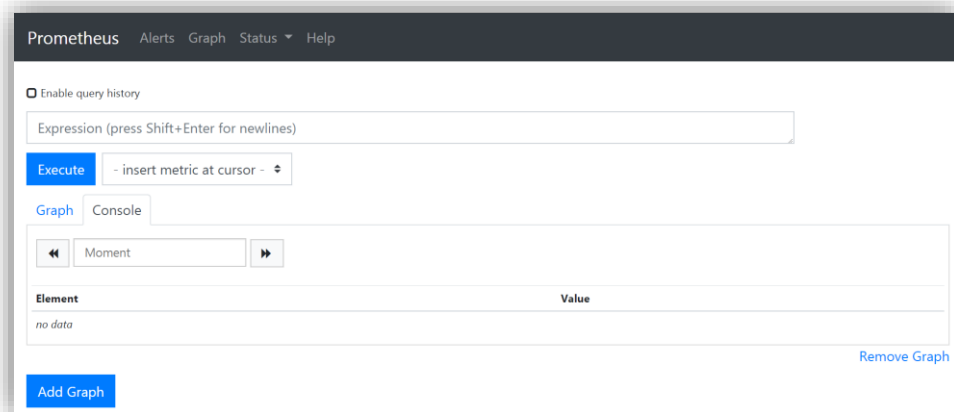 Prometheus Alerts Graph Status Help
Enable query history
Expression (press Shift+Enter for newlines)
Execute - insert metric at cursor -
Graph Console
Moment
Element Value
no data
Remove Graph
Add Graph